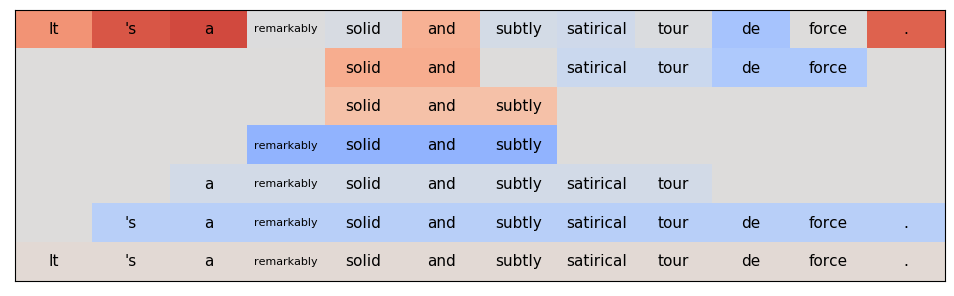 It 's a remarkably solid and subtly satirical tour de force .
solid and satirical tour de force
solid and subtly
remarkably solid and subtly
a remarkably solid and subtly satirical tour
's a remarkably solid and subtly satirical tour de force .
It 's a remarkably solid and subtly satirical tour de force .